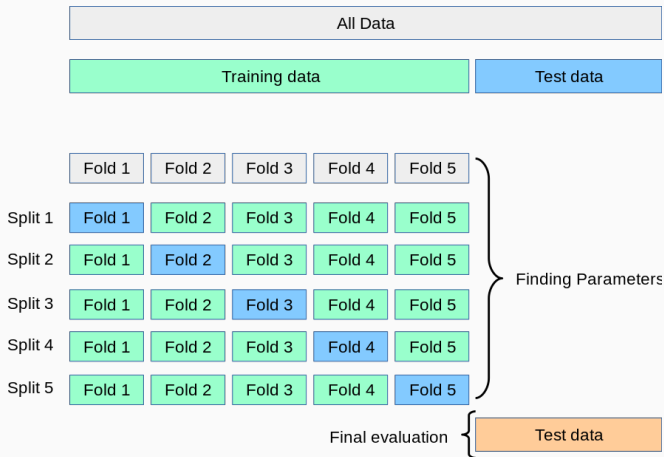 All Data
Training data Test data
Fold 1 Fold 2 Fold 3 Fold 4 Fold 5
Split 1 Fold 1 Fold 2 Fold 3 Fold 4 Fold 5
Split 2 Fold 1 Fold 2 Fold 3 Fold 4 Fold 5
Finding Parameters
Split 3 Fold 1 Fold 2 Fold 3 Fold 4 Fold 5
Split 4 Fold 1 Fold 2 Fold 3 Fold 4 Fold 5
Split 5 Fold 1 Fold 2 Fold 3 Fold 4 Fold 5
Final evaluation Test data